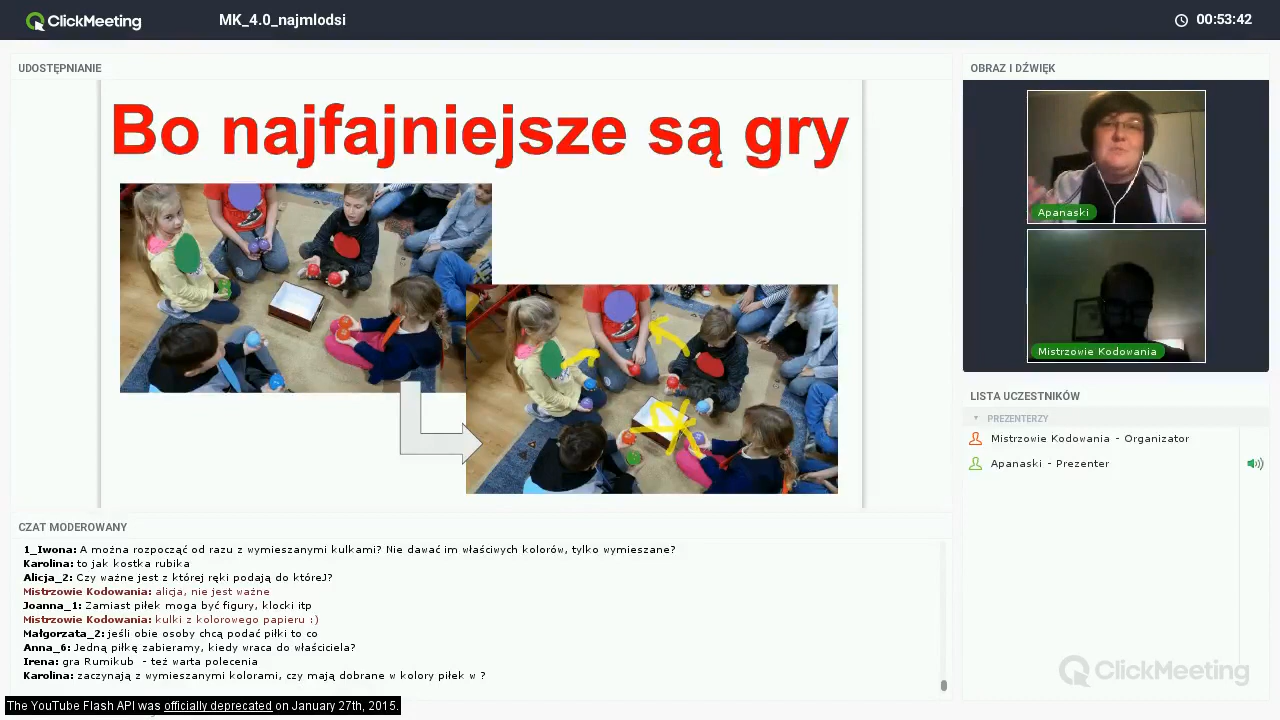 ClickMeeting
MK_4.0_najmlodsi
00:53:42
UDOSTĘPNIANIE
Bo najfajniejsze są gry
OBRAZ I DŹWIĘK
Apanaski
Mistrzowie Kodowania
LISTA UCZESTNIKÓW
PREZENTERZY
Mistrzowie Kodowania - Organizator
Apanaski - Prezenter
CZAT MODEROWANY
1_Iwona: A można rozpocząć od razu z wymieszanymi kulkami? Nie dawać im właściwych kolorów, tylko wymieszane?
Karolina: to jak kostka rubika
Alicja_2: Czy ważne jest z której ręki podają do któreJ?
Mistrzowie Kodowania: alicja, nie jest ważne
Joanna_1: Zamiast piłek moga być figury, klocki itp
Mistrzowie Kodowania: kulki z kolorowego papieru :)
Małgorzata_2: jeśli obie osoby chcą podać piłki to co
Anna_6: Jedną piłkę zabieramy, kiedy wraca do właściciela?
Irena: gra Rumikub - też warta polecenia
Karolina: zaczynają z wymieszanymi kolorami, czy mają dobrane w kolory piłek w ?
ClickMeeting
The YouTube Flash API was officially deprecated on January 27th, 2015.